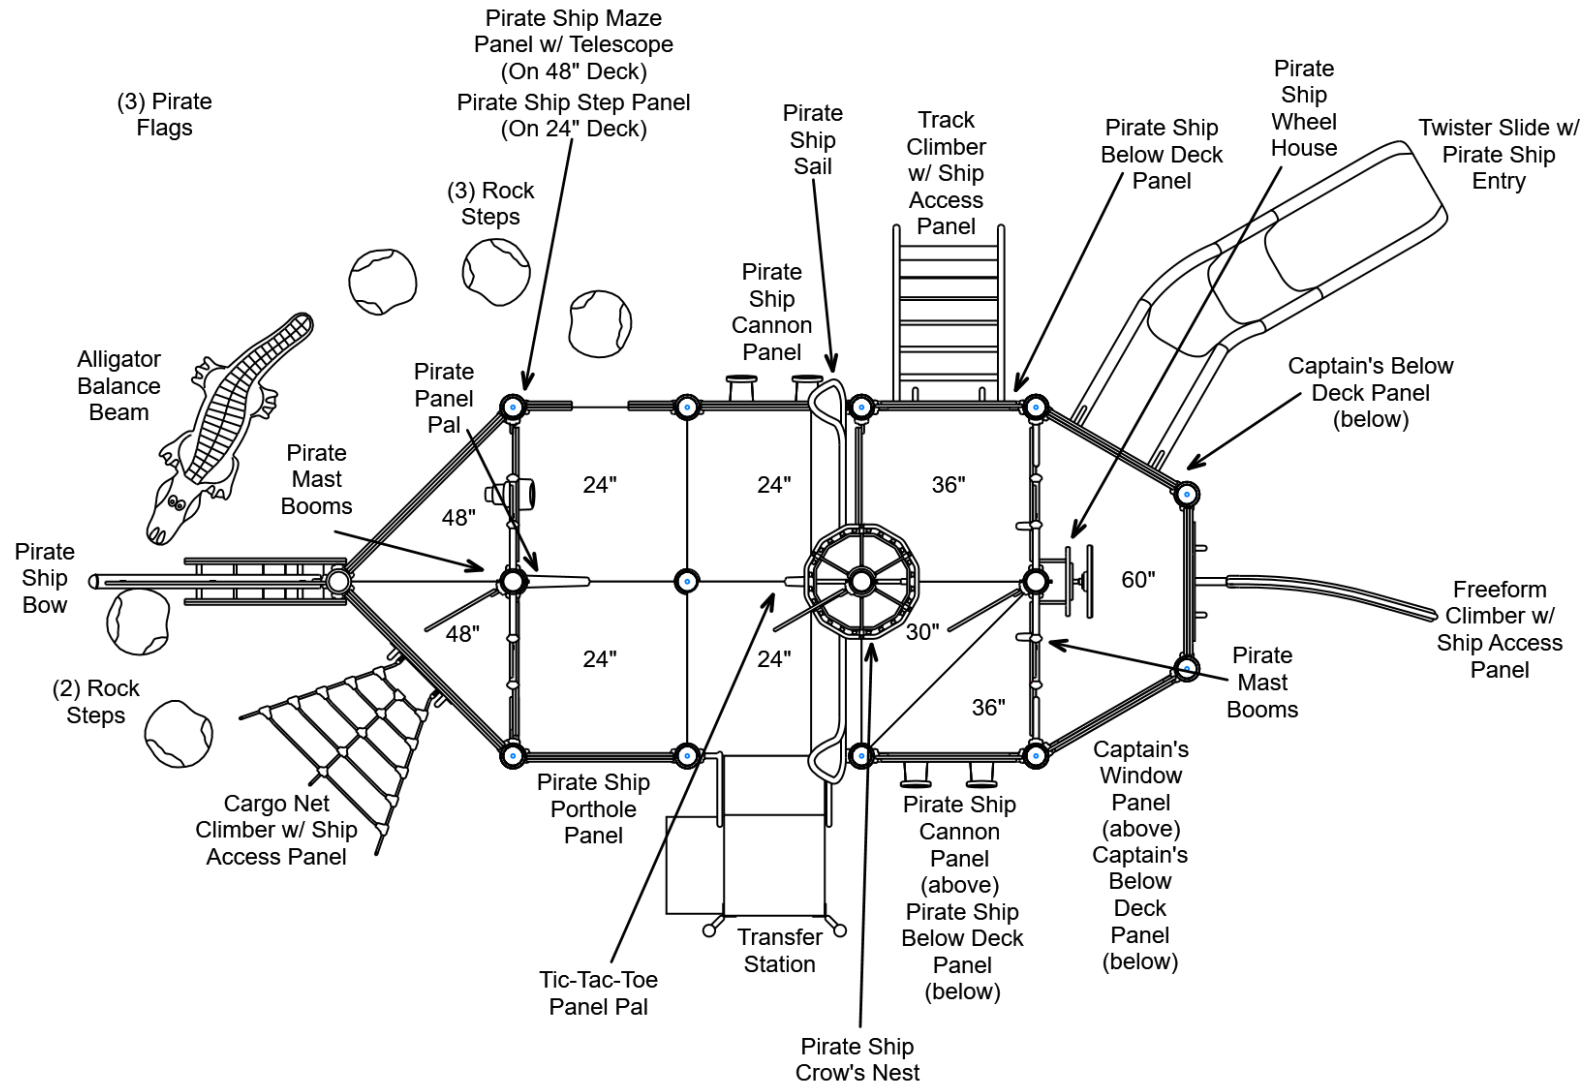 Pirate Ship Maze
Panel w/ Telescope
(On 48" Deck)
Pirate Ship Step Panel
(On 24" Deck)
(3) Pirate
Flags
Pirate
Ship
Sail
Track
Climber
w/ Ship
Access
Panel
Pirate Ship
Below Deck
Panel
Pirate
Ship
Wheel
House
Twister Slide w/
Pirate Ship
Entry
(3) Rock
Steps
Pirate
Ship
Cannon
Panel
Alligator
Balance
Beam
Pirate
Panel
Pal
Captain's Below
Deck Panel
(below)
Pirate
Mast
Booms
48"
24"
24"
36"
Pirate
Ship
Bow
60"
Freeform
Climber w/
Ship Access
Panel
48"
24"
24"
30"
36"
Pirate
Mast
Booms
(2) Rock
Steps
Cargo Net
Climber w/ Ship
Access Panel
Pirate Ship
Porthole
Panel
Transfer
Station
Pirate Ship
Cannon
Panel
(above)
Pirate Ship
Below Deck
Panel
(below)
Captain's
Window
Panel
(above)
Captain's
Below
Deck
Panel
(below)
Tic-Tac-Toe
Panel Pal
Pirate Ship
Crow's Nest